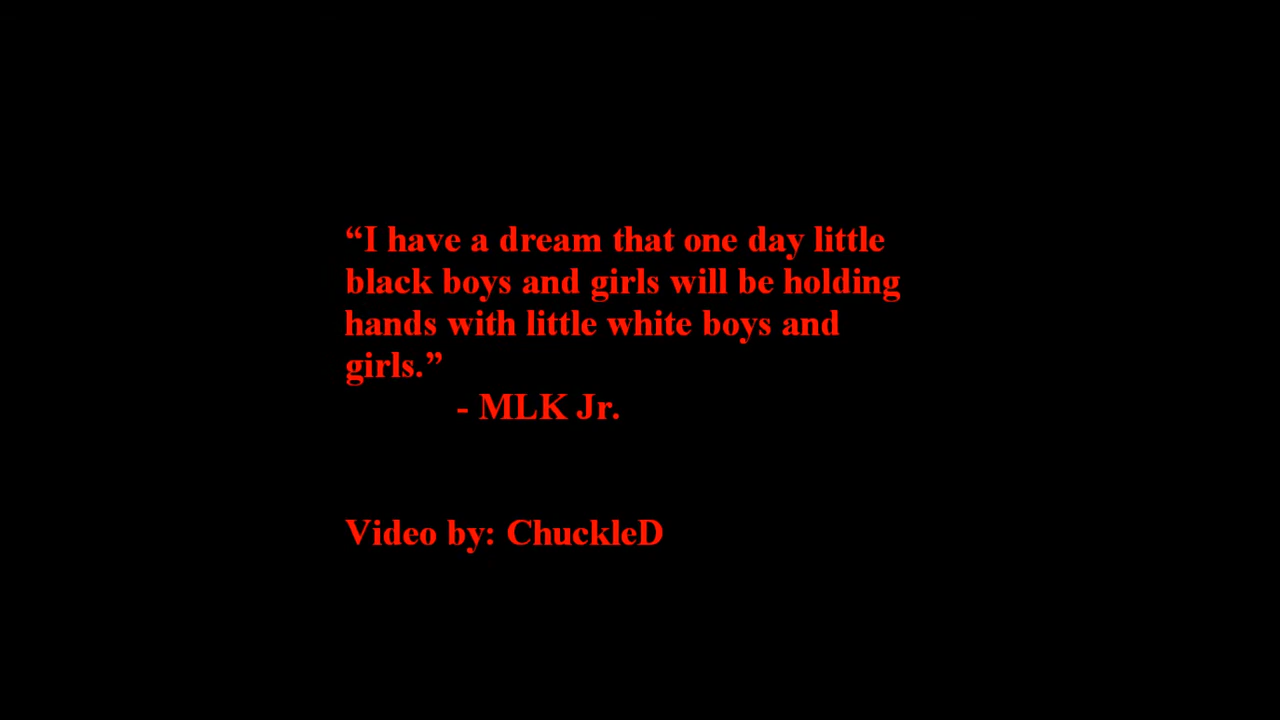 “I have a dream that one day little
black boys and girls will be holding
hands with little white boys and
girls.”
- MLK Jr.
Video by: ChuckleD